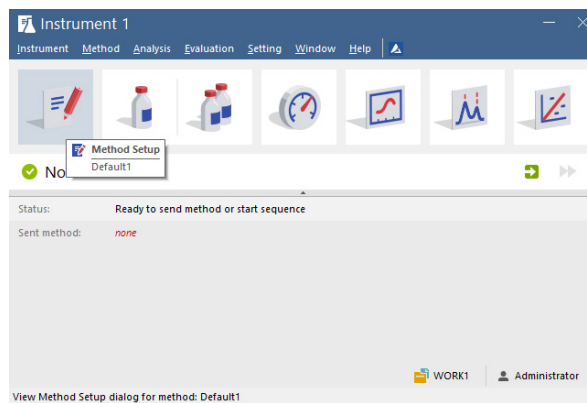 Instrument 1
Instrument Method Analysis Evaluation Setting Window Help
Method Setup
Default1
No
Status: Ready to send method or start sequence
Sent method: none
WORK1 Administrator
View Method Setup dialog for method: Default1